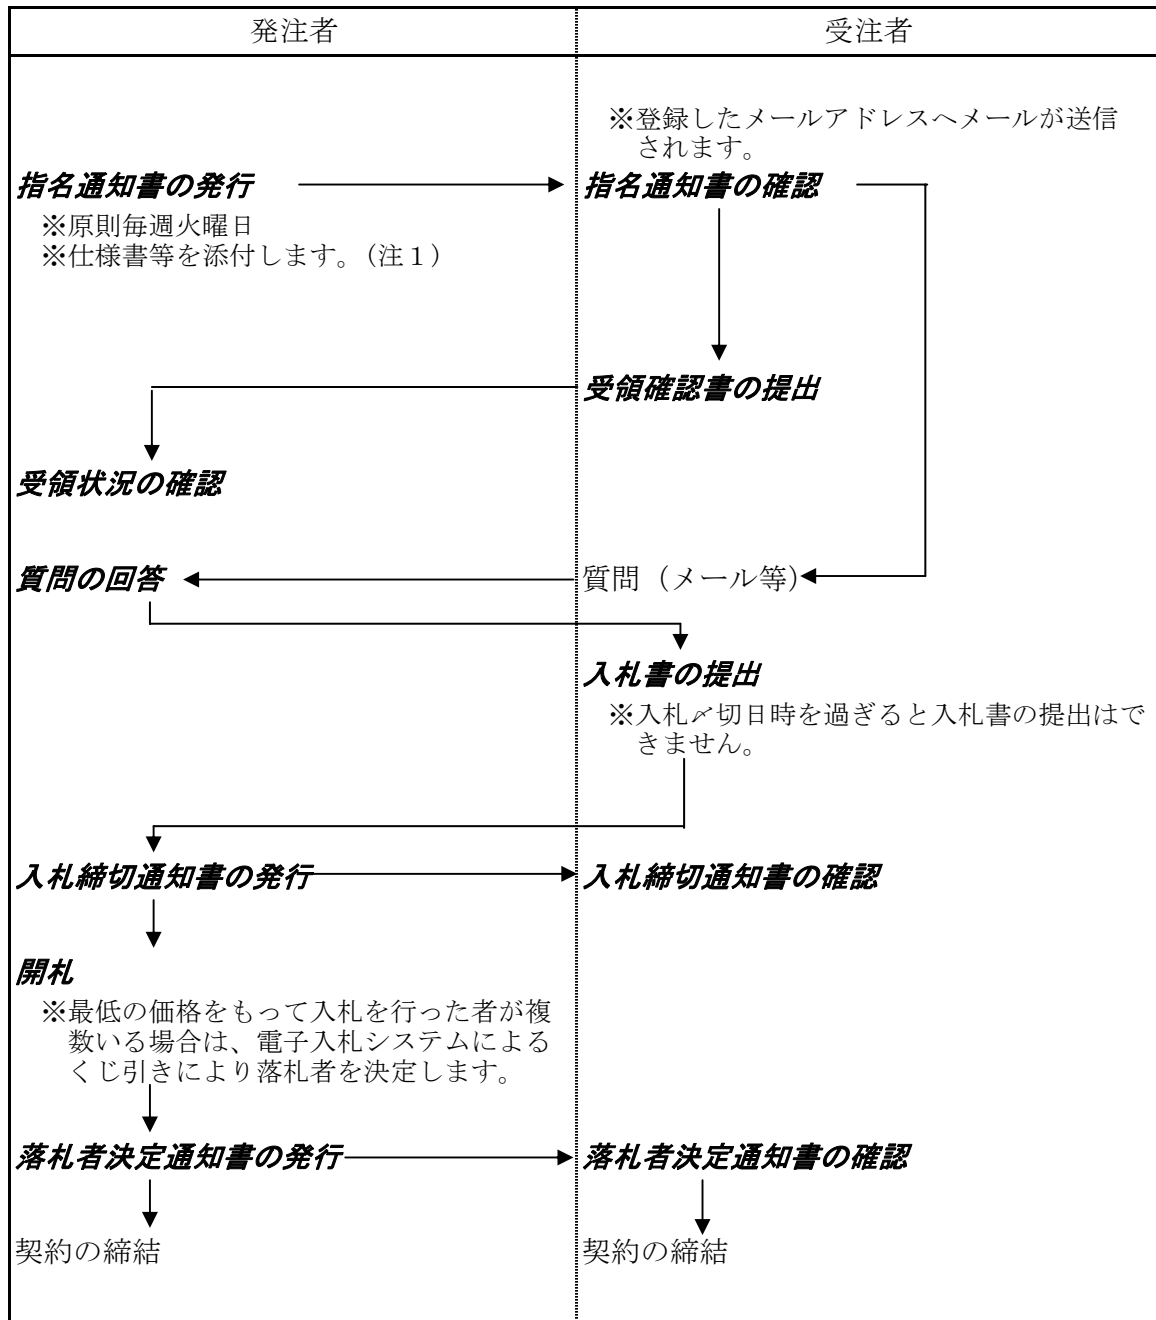 発注者
受注者
※登録したメールアドレスへメールが送信
されます。
指名通知書の発行
指名通知書の確認
※原則毎週火曜日
※仕様書等を添付します。(注１)
受領確認書の提出
受領状況の確認
質問の回答
質問（メール等）
入札書の提出
※入札〆切日時を過ぎると入札書の提出はで
きません。
入札締切通知書の発行
入札締切通知書の確認
開札
※最低の価格をもって入札を行った者が複
数いる場合は、電子入札システムによる
くじ引きにより落札者を決定します。
落札者決定通知書の発行
落札者決定通知書の確認
契約の締結
契約の締結